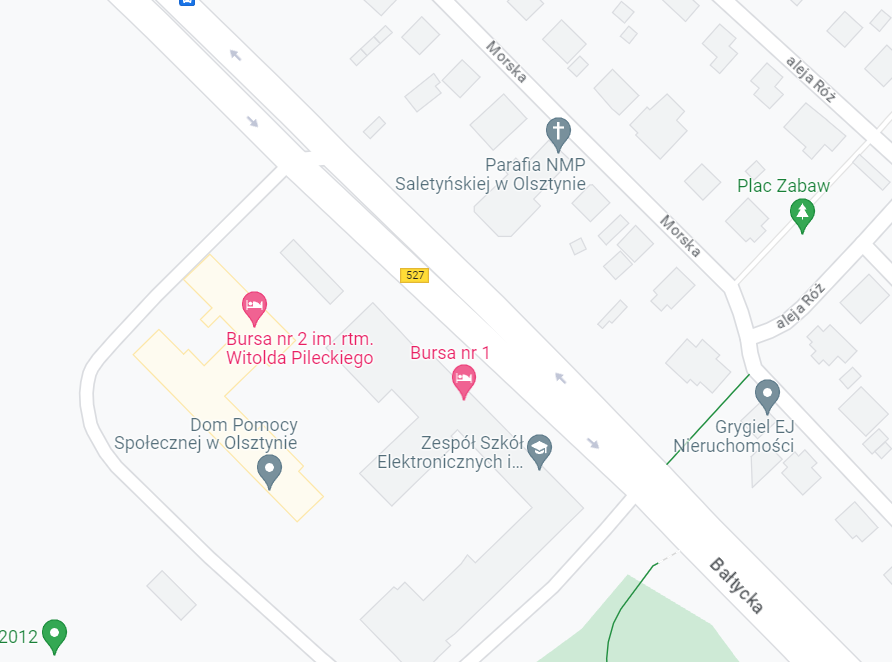 Morska
aleja Róż
Parafia NMP
Saletyńskiej w Olsztynie
Plac Zabaw
Morska
527
aleja Róż
Bursa nr 2 im. rtm.
Witolda Pileckiego
Bursa nr 1
Dom Pomocy
Społecznej w Olsztynie
Zespół Szkół
Elektronicznych i...
Grygiel EJ
Nieruchomości
Bałtycka
2012